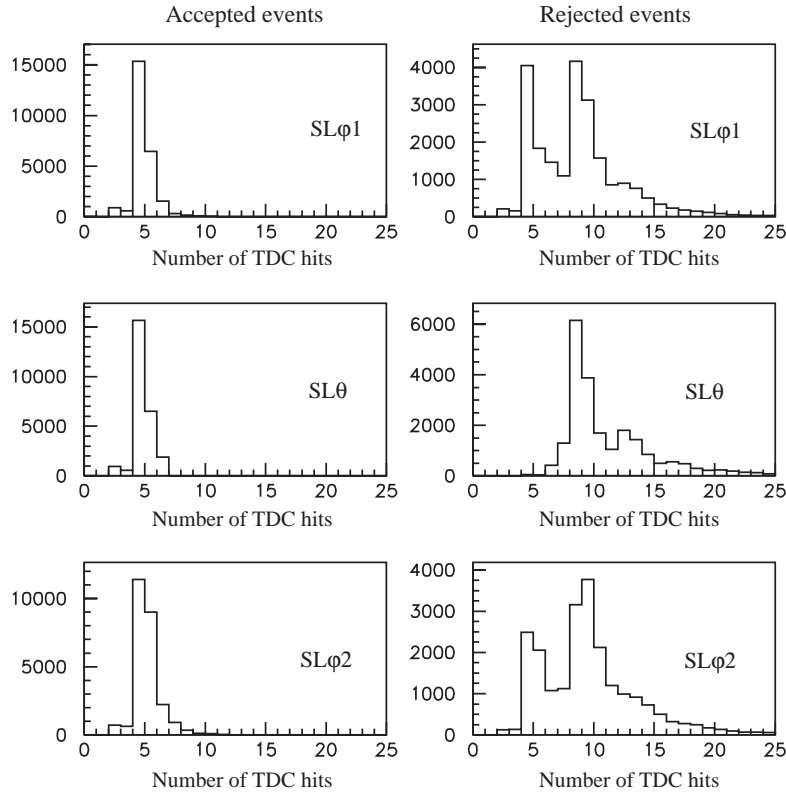 Accepted events
Rejected events
15000
10000
5000
0
SLφ1
0 5 10 15 20 25
Number of TDC hits
4000
3000
2000
1000
0
SLφ1
0 5 10 15 20 25
Number of TDC hits
15000
10000
5000
0
SLθ
0 5 10 15 20 25
Number of TDC hits
6000
4000
2000
0
SLθ
0 5 10 15 20 25
Number of TDC hits
10000
5000
0
SLφ2
0 5 10 15 20 25
Number of TDC hits
4000
3000
2000
1000
0
SLφ2
0 5 10 15 20 25
Number of TDC hits